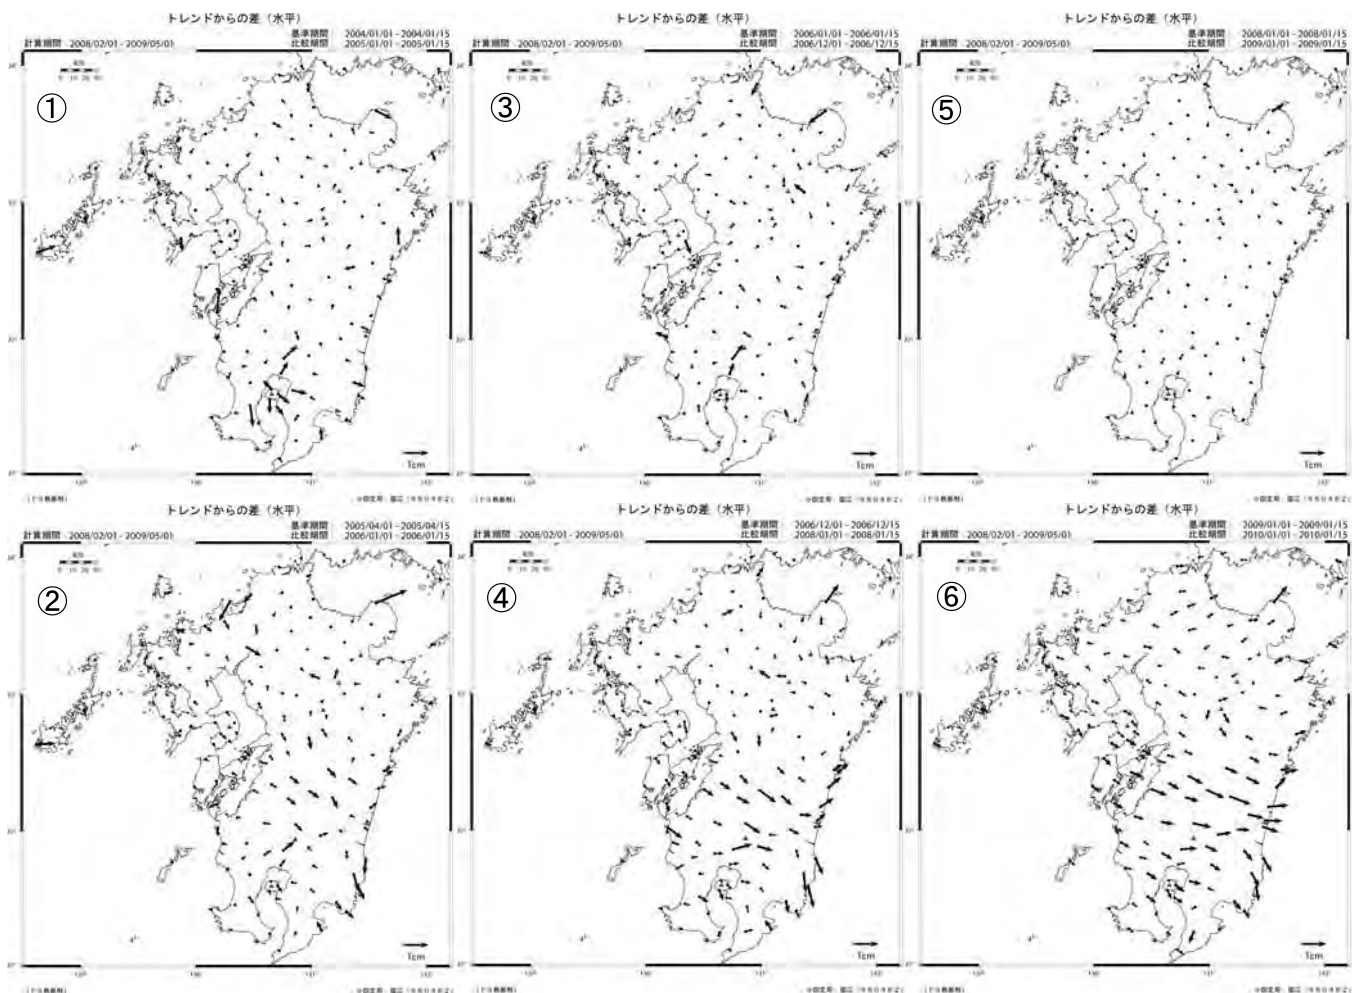 トレンドからの差（水平）
基準期間 2004/01/01 - 2004/01/15
計算期間 . 2008/02/01 - 2009/05/01
比較期間 2005/01/01 - 2005/01/15
①
1cm
トレンドからの差（水平）
基準期間 2006/01/01 - 2006/01/15
計算期間 . 2008/02/01 - 2009/05/01
比較期間 2006/12/01 - 2006/12/15
③
1cm
トレンドからの差（水平）
基準期間 2008/01/01 - 2008/01/15
計算期間 . 2008/02/01 - 2009/05/01
比較期間 2009/01/01 - 2009/01/15
⑤
1cm
トレンドからの差（水平）
基準期間 2005/04/01 - 2005/04/15
計算期間 . 2008/02/01 - 2009/05/01
比較期間 2006/01/01 - 2006/01/15
②
1cm
トレンドからの差（水平）
基準期間 2006/12/01 - 2006/12/15
計算期間 . 2008/02/01 - 2009/05/01
比較期間 2008/01/01 - 2008/01/15
④
1cm
トレンドからの差（水平）
基準期間 2009/01/01 - 2009/01/15
計算期間 . 2008/02/01 - 2009/05/01
比較期間 2010/01/01 - 2010/01/15
⑥
1cm